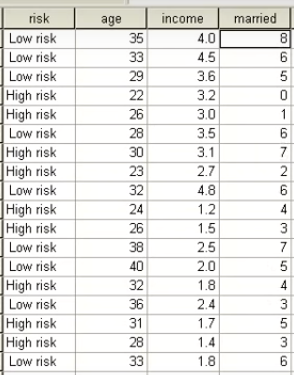 risk age income married
Low risk 35 4.0 8
Low risk 33 4.5 6
Low risk 29 3.6 5
High risk 22 3.2 0
High risk 26 3.0 1
Low risk 28 3.5 6
High risk 30 3.1 7
High risk 23 2.7 2
Low risk 32 4.8 6
High risk 24 1.2 4
High risk 26 1.5 3
Low risk 38 2.5 7
Low risk 40 2.0 5
High risk 32 1.8 4
Low risk 36 2.4 3
High risk 31 1.7 5
High risk 28 1.4 3
Low risk 33 1.8 6